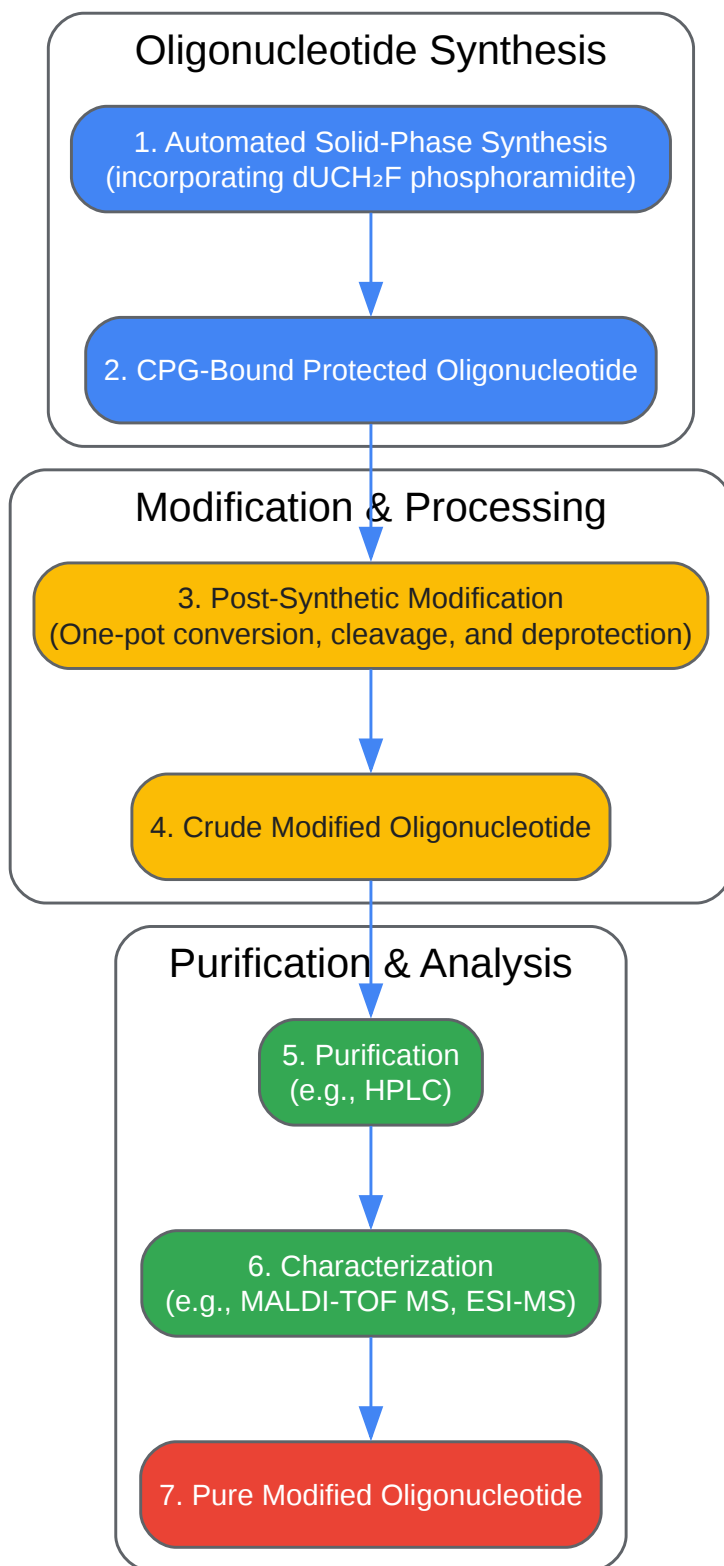 Oligonucleotide Synthesis
1. Automated Solid-Phase Synthesis
(incorporating dUCH₂F phosphoramidite)
2. CPG-Bound Protected Oligonucleotide
Modification & Processing
3. Post-Synthetic Modification
(One-pot conversion, cleavage, and deprotection)
4. Crude Modified Oligonucleotide
Purification & Analysis
5. Purification
(e.g., HPLC)
6. Characterization
(e.g., MALDI-TOF MS, ESI-MS)
7. Pure Modified Oligonucleotide